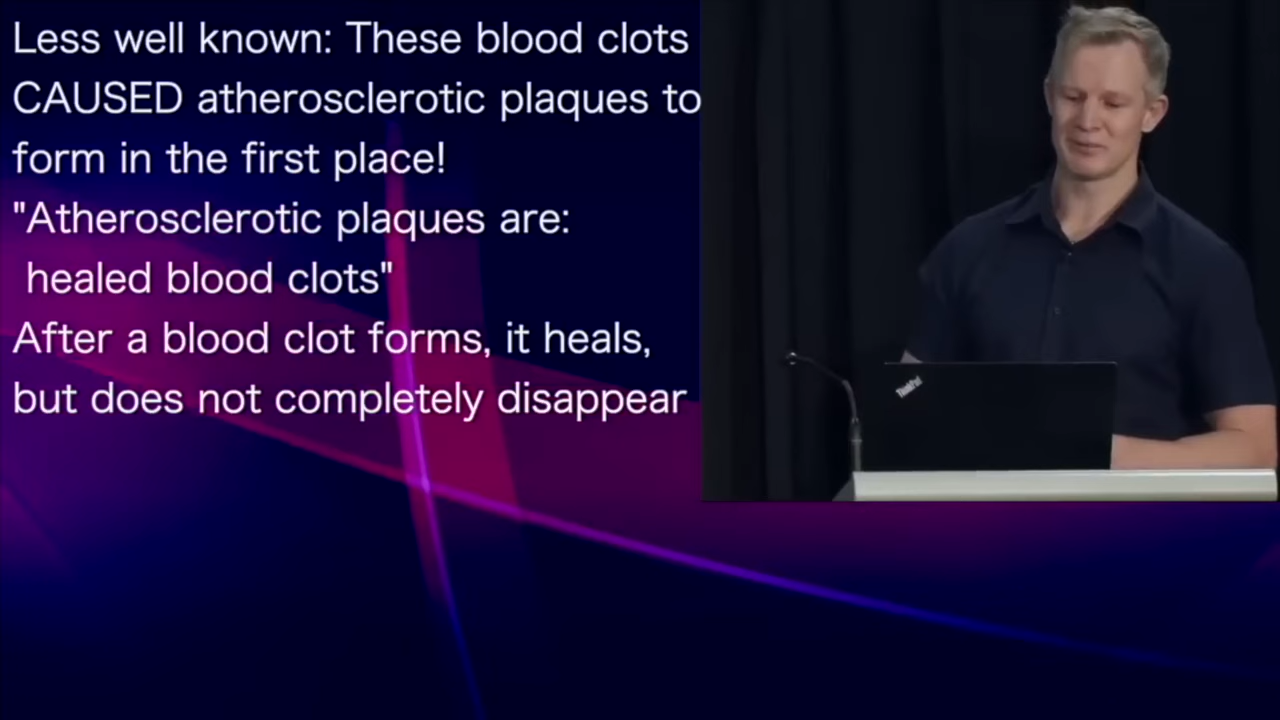 Less well known: These blood clots
CAUSED atherosclerotic plaques to
form in the first place!
"Atherosclerotic plaques are:
healed blood clots"
After a blood clot forms, it heals,
but does not completely disappear
ThinkPad